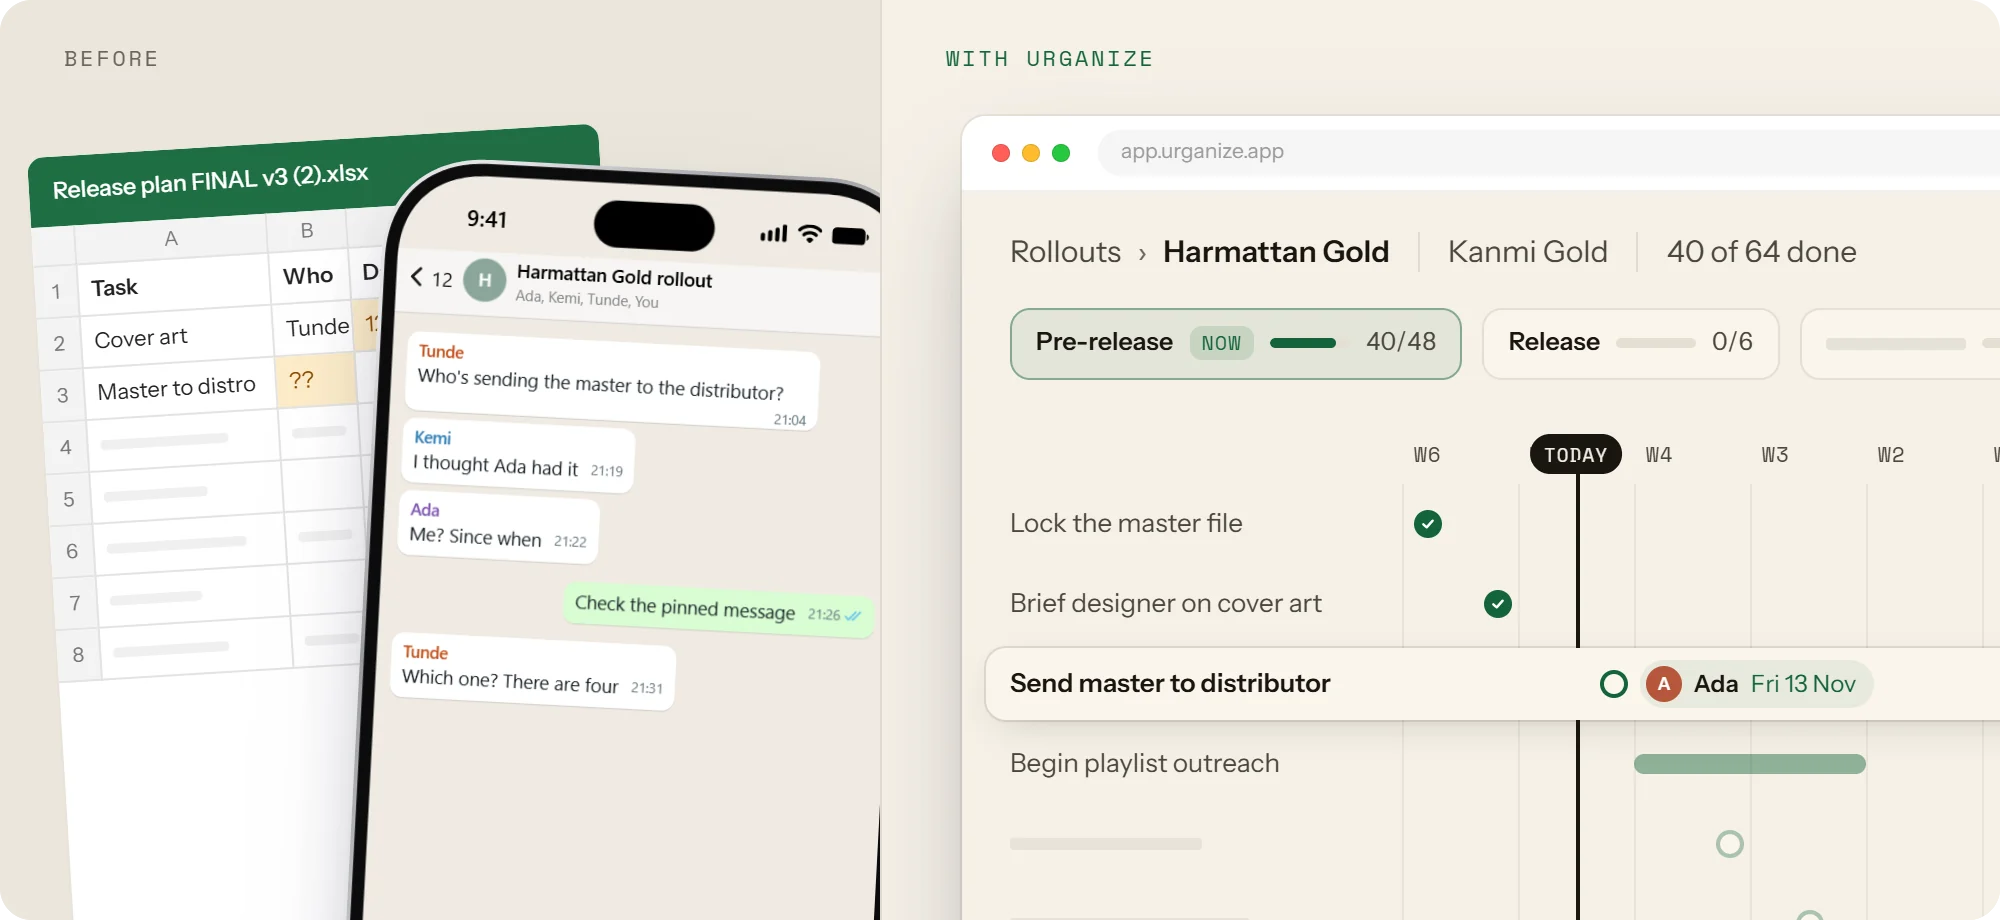 BEFORE
Release plan FINAL v3 (2).xlsx
A B
1 Task Who D
2 Cover art Tunde 12
3 Master to distro ??
4
5
6
7
8
9:41
12 H Harmattan Gold rollout
Ada, Kemi, Tunde, You
Tunde
Who's sending the master to the distributor?
21:04
Kemi
I thought Ada had it 21:19
Ada
Me? Since when 21:22
Check the pinned message 21:26
Tunde
Which one? There are four 21:31
WITH URGANIZE
app.urganize.app
Rollouts › Harmattan Gold Kanmi Gold 40 of 64 done
Pre-release NOW 40/48 Release 0/6
W6 TODAY W4 W3 W2
Lock the master file
Brief designer on cover art
Send master to distributor A Ada Fri 13 Nov
Begin playlist outreach